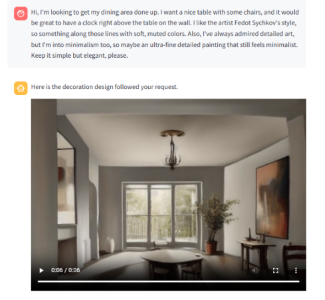 Hi, I'm looking to get my dining area done up. I want a nice table with some chairs, and it would
be great to have a clock right above the table on the wall. I like the artist Fedot Sychkov's style,
so something along those lines with soft, muted colors. Also, I've always admired detailed art,
but I'm into minimalism too, so maybe an ultra-fine detailed painting that still feels minimalist.
Keep it simple but elegant, please.
Here is the decoration design followed your request.
0:06 / 0:06